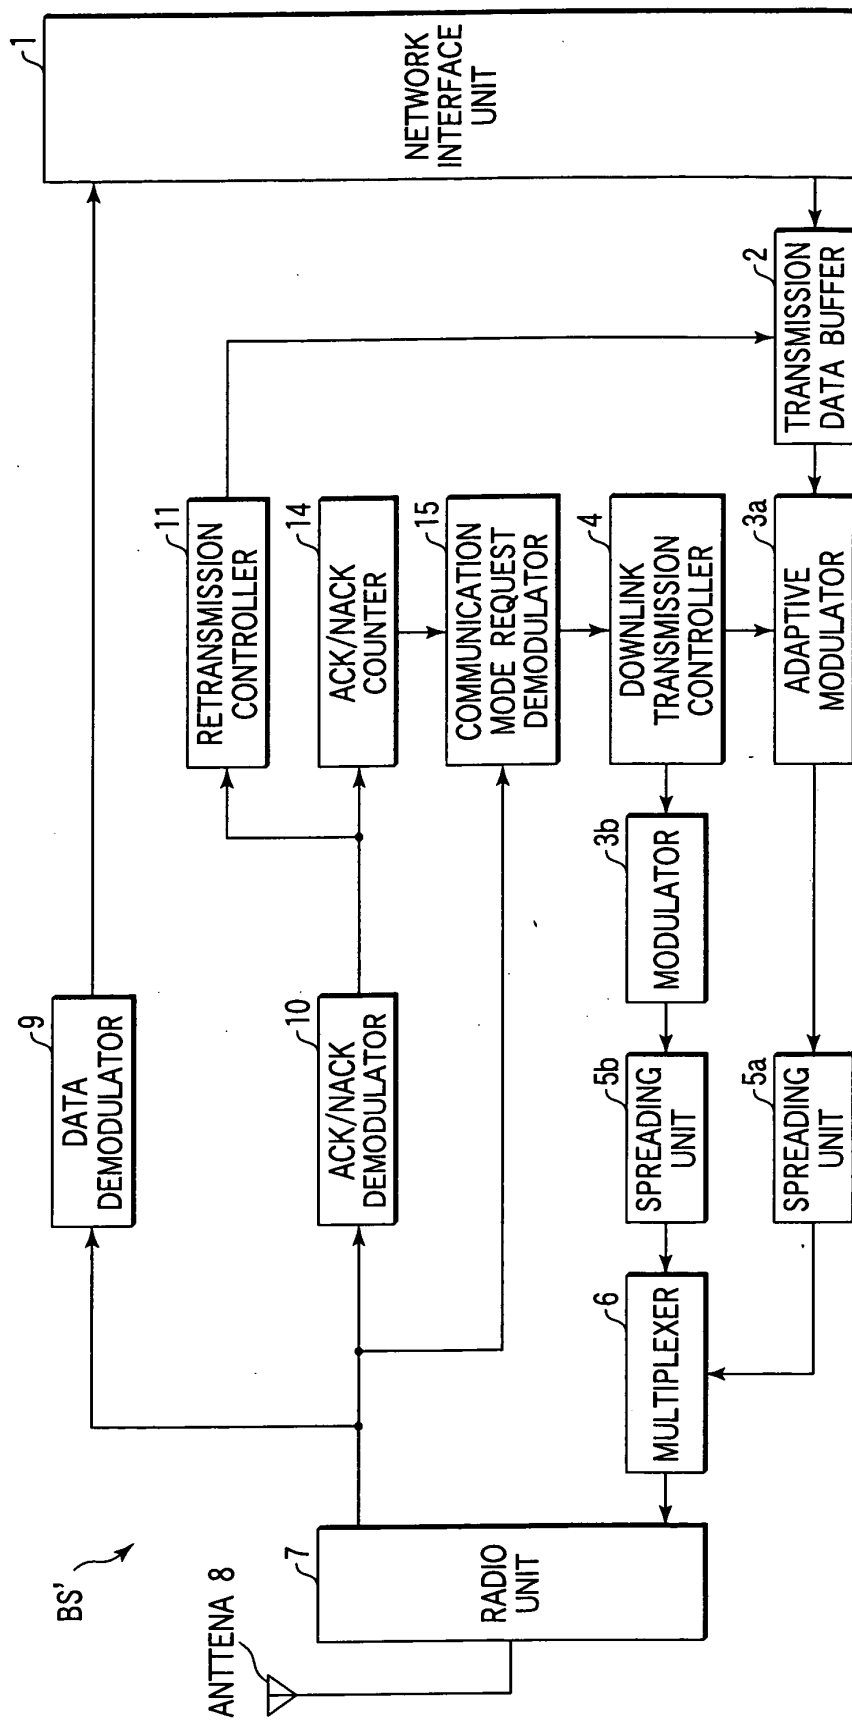 BS'
ANTTENA 8
7
RADIO
UNIT
9
DATA
DEMODULATOR
10
ACK/NACK
DEMODULATOR
6
MULTIPLEXER
5b
SPREADING
UNIT
5a
SPREADING
UNIT
3b
MODULATOR
11
RETRANSMISSION
CONTROLLER
14
ACK/NACK
COUNTER
15
COMMUNICATION
MODE REQUEST
DEMODULATOR
4
DOWNLINK
TRANSMISSION
CONTROLLER
3a
ADAPTIVE
MODULATOR
2
TRANSMISSION
DATA BUFFER
1
NETWORK
INTERFACE
UNIT